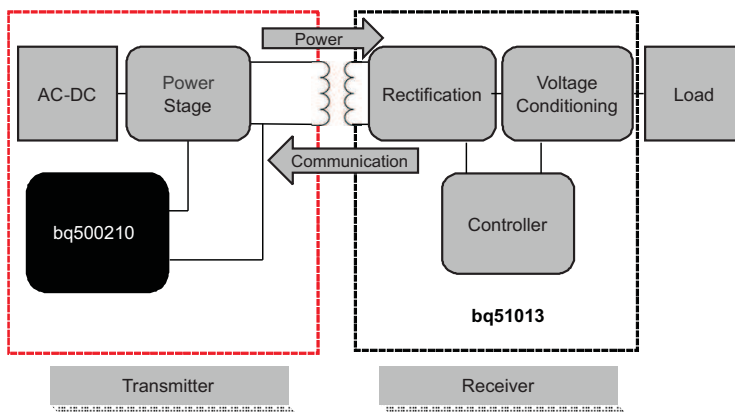 Power
AC-DC
Power
Stage
Rectification
Voltage
Conditioning
Load
Communication
bq500210
Controller
bq51013
Transmitter
Receiver